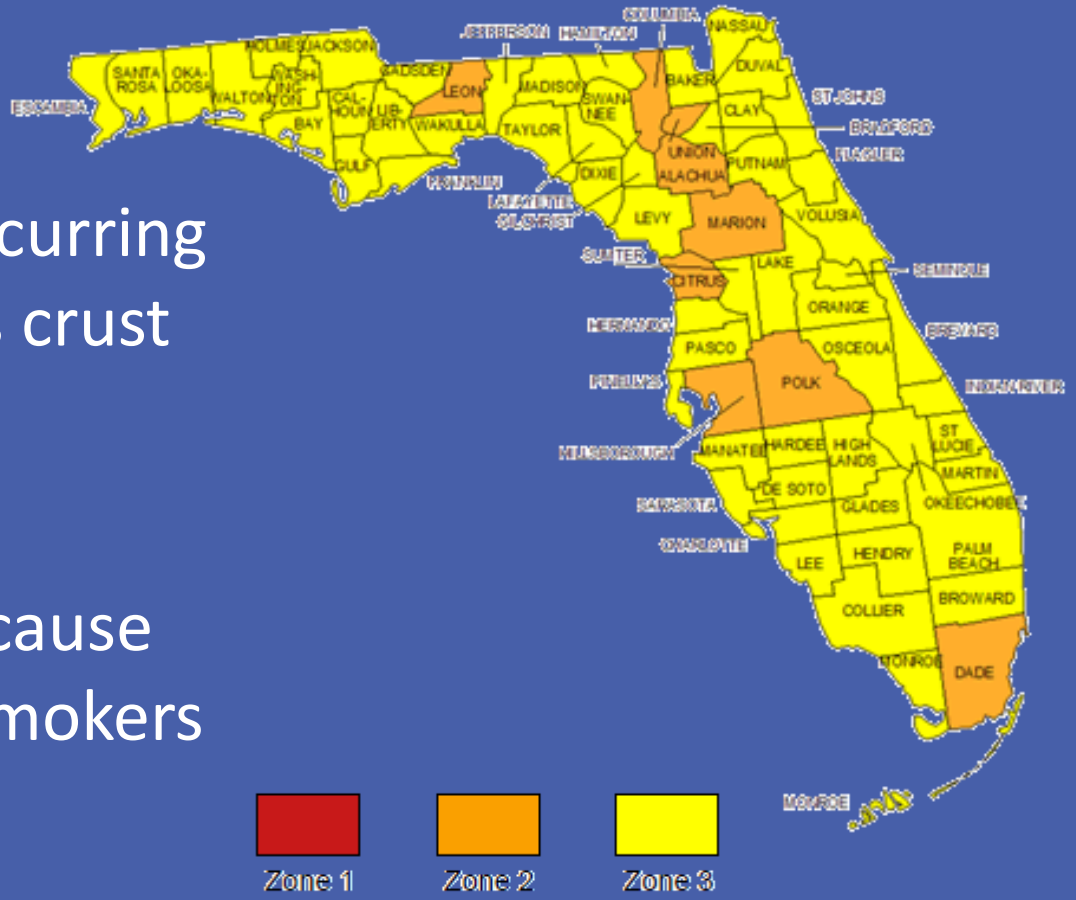 curring
s crust
cause
mokers
COLUMBIA
JEFFERSON
HAMILTON
NASSAU
HOLMES
JACKSON
SANTA
ROSA
OKA-
LOOSA
WALTON
WASH-
ING-
TON
GADSDEN
LEON
MADISON
BAKER
DUVAL
ESCAMBIA
BAY
CAL-
HOUN
LIB-
ERTY
WAKULLA
TAYLOR
SWAN-
NEE
CLAY
ST JOHNS
BRADFORD
FLAGLER
GULF
FRANKLIN
LAFAYETTE
GILCHRIST
DIXIE
UNION
ALACHUA
PUTNAM
LEVY
MARION
VOLUSIA
SUMTER
LAKE
SEMINOLE
CITRUS
ORANGE
HERNANDO
BREVARD
PASCO
OSCEOLA
PINELLAS
POLK
INDIAN RIVER
HILLSBOROUGH
MANATEE
HARDEE
HIGH
LANDS
ST
LUCIE
MARTIN
SARASOTA
DE SOTO
GLADES
OKEECHOBEE
CHARLOTTE
LEE
HENDRY
PALM
BEACH
BROWARD
COLLIER
MONROE
DADE
MONROE
Zone 1
Zone 2
Zone 3